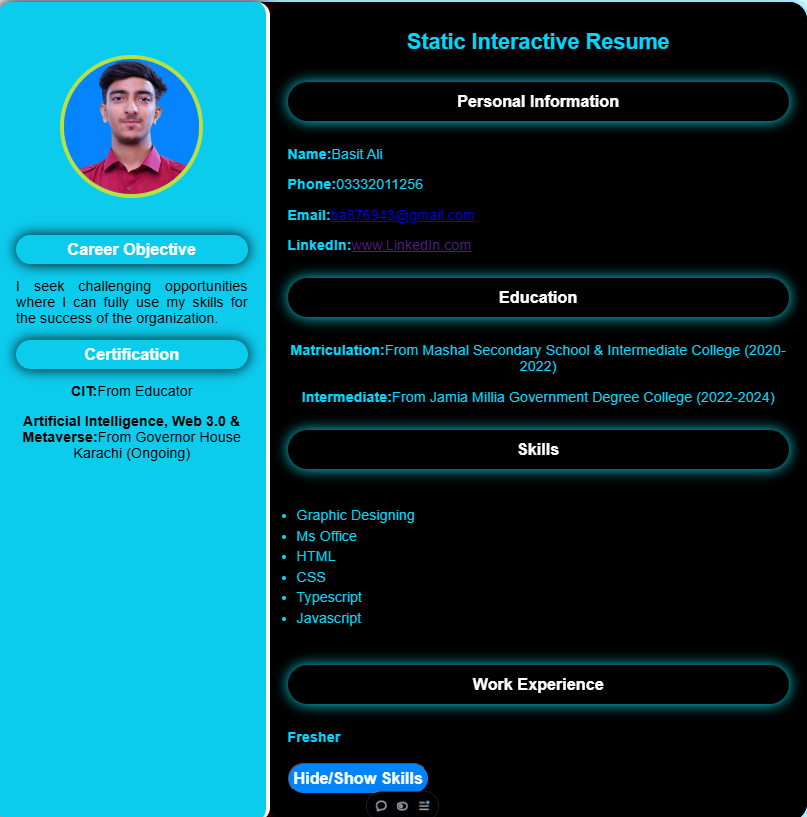 Career Objective
I seek challenging opportunities
where I can fully use my skills for
the success of the organization.
Certification
CIT:From Educator
Artificial Intelligence, Web 3.0 &
Metaverse:From Governor House
Karachi (Ongoing)
Static Interactive Resume
Personal Information
Name:Basit Ali
Phone:03332011256
Email:ba876943@gmail.com
LinkedIn:www.LinkedIn.com
Education
Matriculation:From Mashal Secondary School & Intermediate College (2020-
2022)
Intermediate:From Jamia Millia Government Degree College (2022-2024)
Skills
Graphic Designing
Ms Office
HTML
CSS
Typescript
Javascript
Work Experience
Fresher
Hide/Show Skills